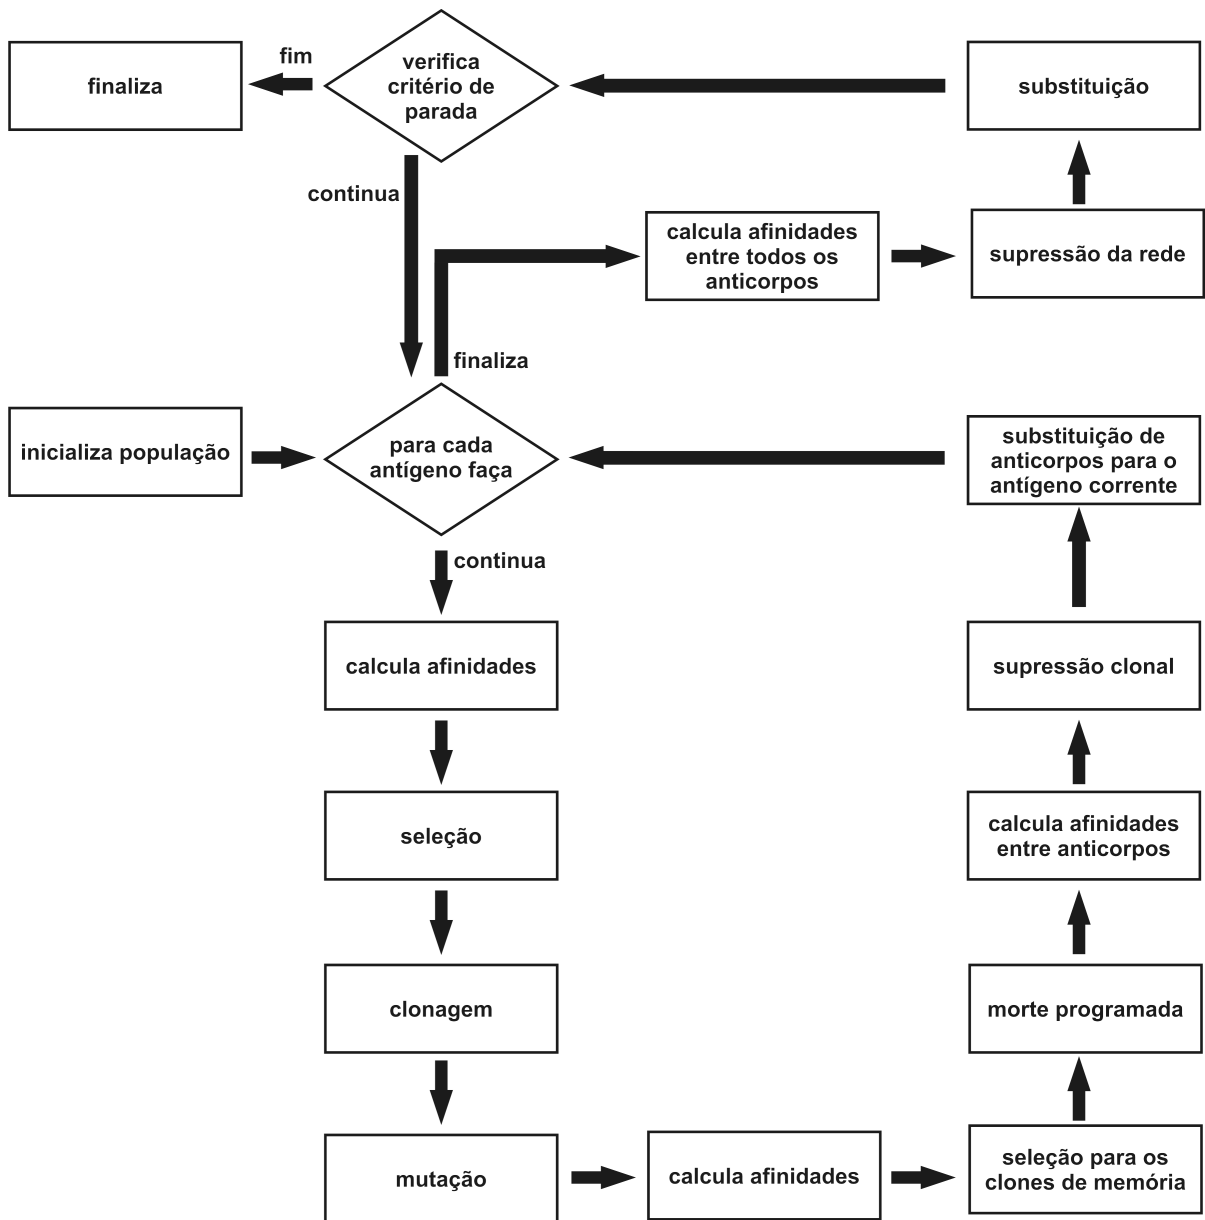 finaliza
fim
verifica
critério de
parada
substituição
continua
calcula afinidades
entre todos os
anticorpos
supressão da rede
finaliza
inicializa população
para cada
antígeno faça
substituição de
anticorpos para o
antígeno corrente
continua
calcula afinidades
supressão clonal
seleção
calcula afinidades
entre anticorpos
clonagem
morte programada
mutação
calcula afinidades
seleção para os
clones de memória